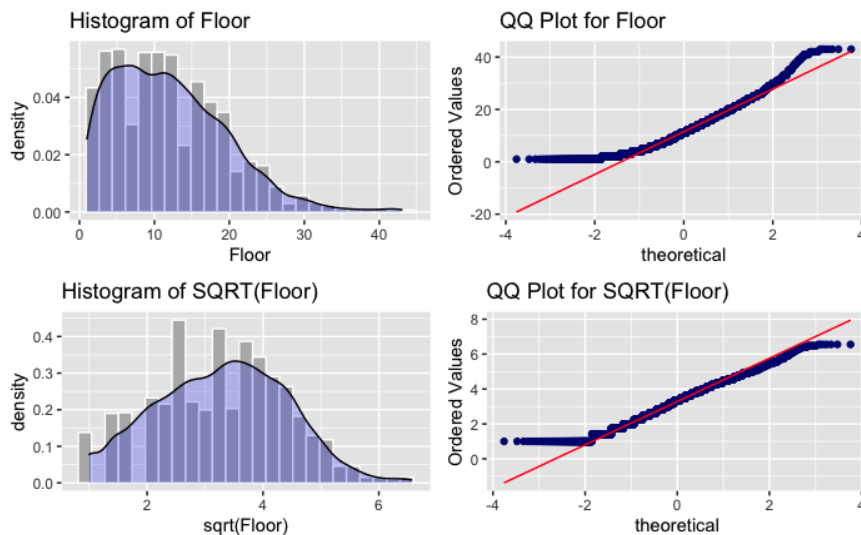 Histogram of Floor
density
0.04
0.02
0.00
0
10
20
30
40
Floor
QQ Plot for Floor
Ordered Values
40
20
0
-20
-4
-2
0
2
4
theoretical
Histogram of SQRT(Floor)
density
0.4
0.3
0.2
0.1
0.0
2
4
6
sqrt(Floor)
QQ Plot for SQRT(Floor)
Ordered Values
8
6
4
2
0
-4
-2
0
2
4
theoretical